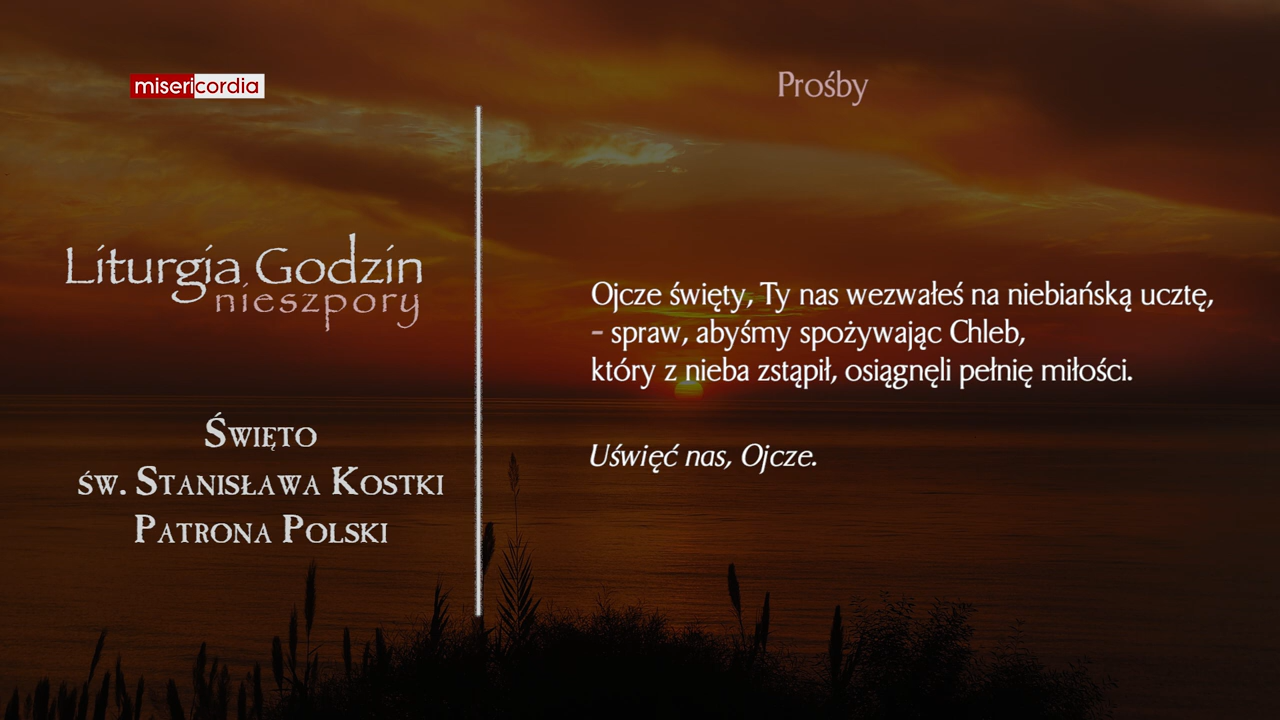 misericordia
Liturgia Godzin
nieszpory
Święto
św. Stanisława Kostki
Patrona Polski
Prośby
Ojcze święty, Ty nas wezwałeś na niebiańską ucztę,
- spraw, abyśmy spożywając Chleb,
który z nieba zstąpił, osiągnęli pełnię miłości.
Uświęć nas, Ojcze.